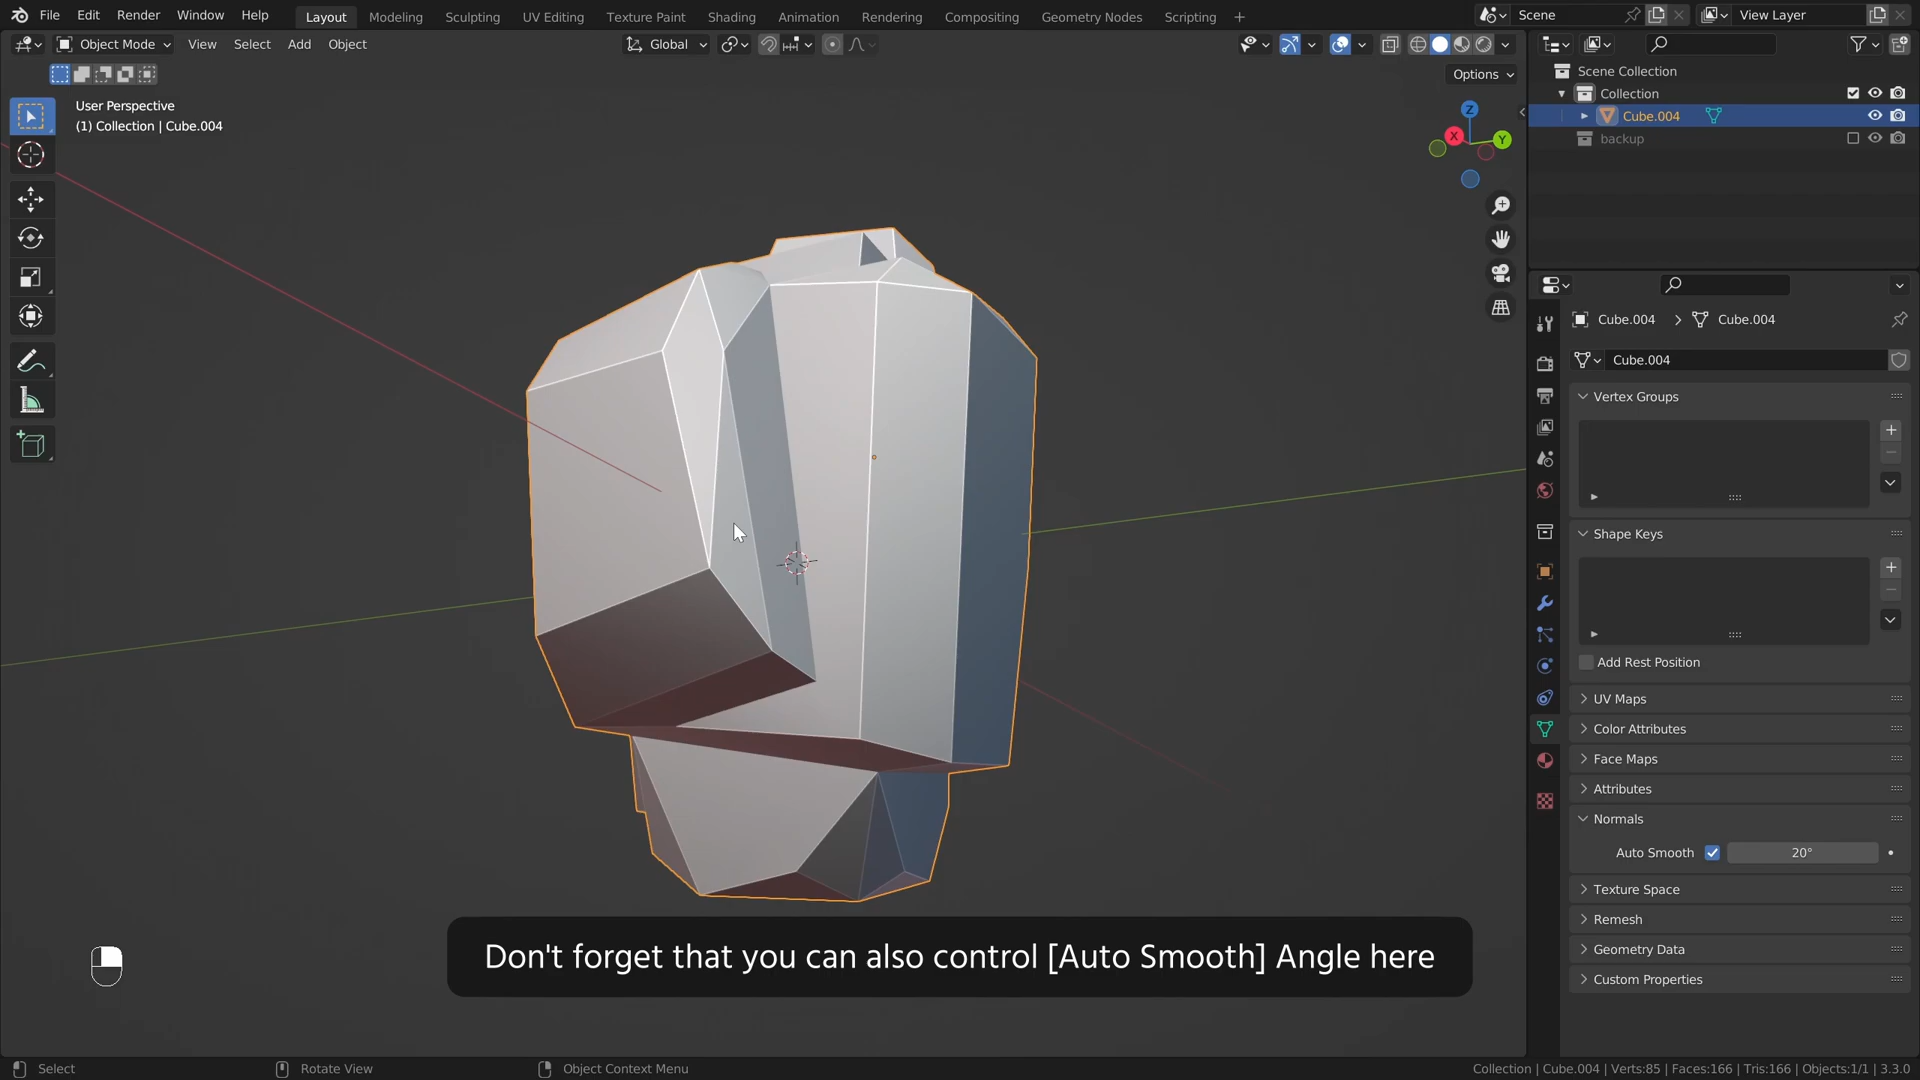 File Edit Render Window Help Layout Modeling Sculpting UV Editing Texture Paint Shading Animation Rendering Compositing Geometry Nodes Scripting Scene View Layer
Object Mode View Select Add Object Global
Options
User Perspective
(1) Collection | Cube.004
Z
X
Y
Scene Collection
Collection
Cube.004
backup
Cube.004 Cube.004
Cube.004
Vertex Groups
Shape Keys
Add Rest Position
UV Maps
Color Attributes
Face Maps
Attributes
Normals
Auto Smooth 20°
Texture Space
Remesh
Geometry Data
Custom Properties
Don't forget that you can also control [Auto Smooth] Angle here
Select Rotate View Object Context Menu Collection | Cube.004 | Verts:85 | Faces:166 | Tris:166 | Objects:1/1 | 3.3.0